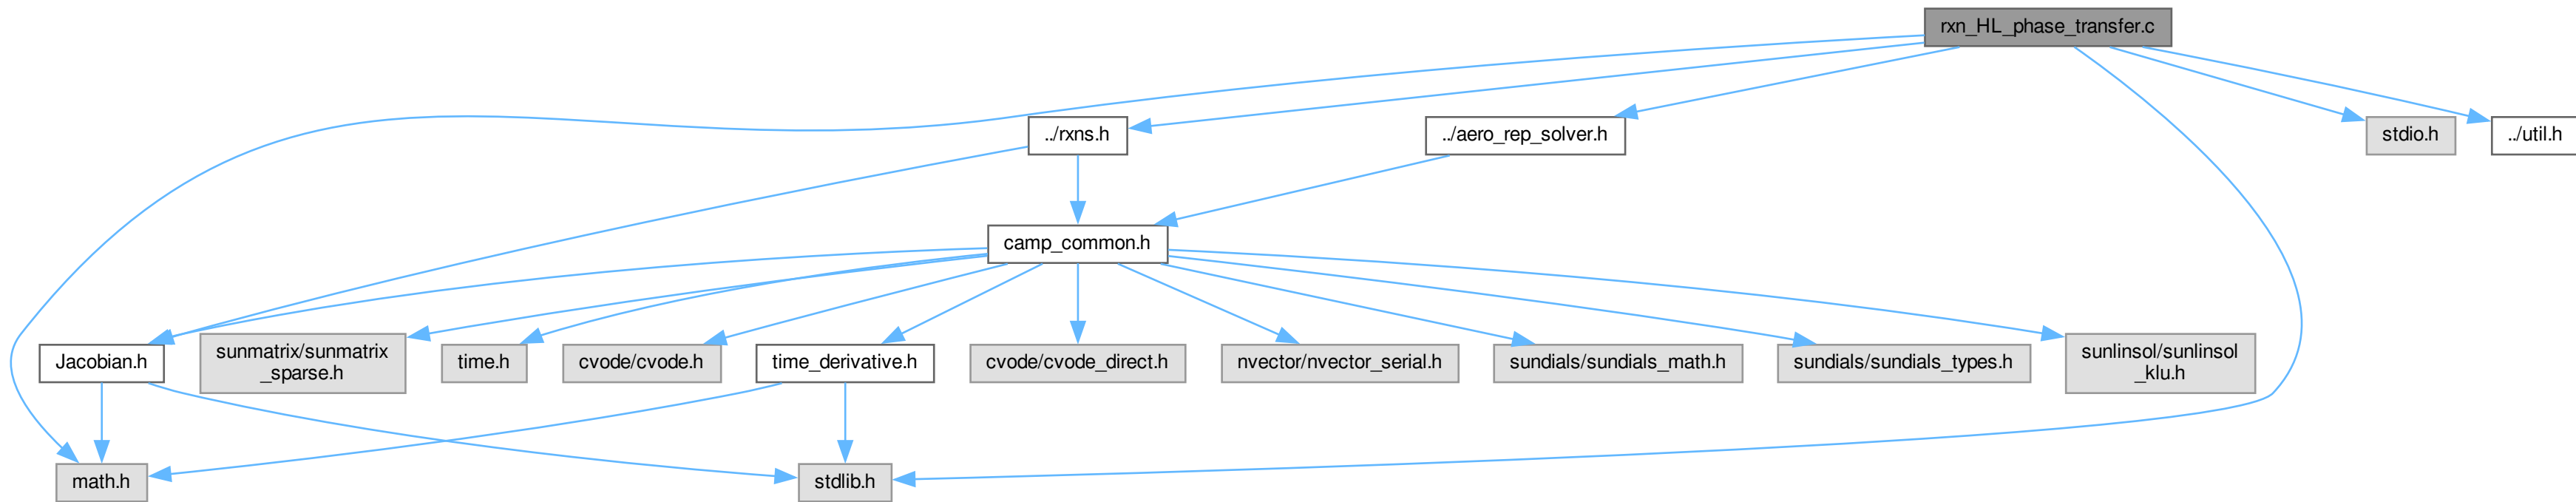 rxn_HL_phase_transfer.c
../rxns.h
../aero_rep_solver.h
stdio.h
../util.h
camp_common.h
Jacobian.h
sunmatrix/sunmatrix
_sparse.h
time.h
cvode/cvode.h
time_derivative.h
cvode/cvode_direct.h
nvector/nvector_serial.h
sundials/sundials_math.h
sundials/sundials_types.h
sunlinsol/sunlinsol
_klu.h
math.h
stdlib.h